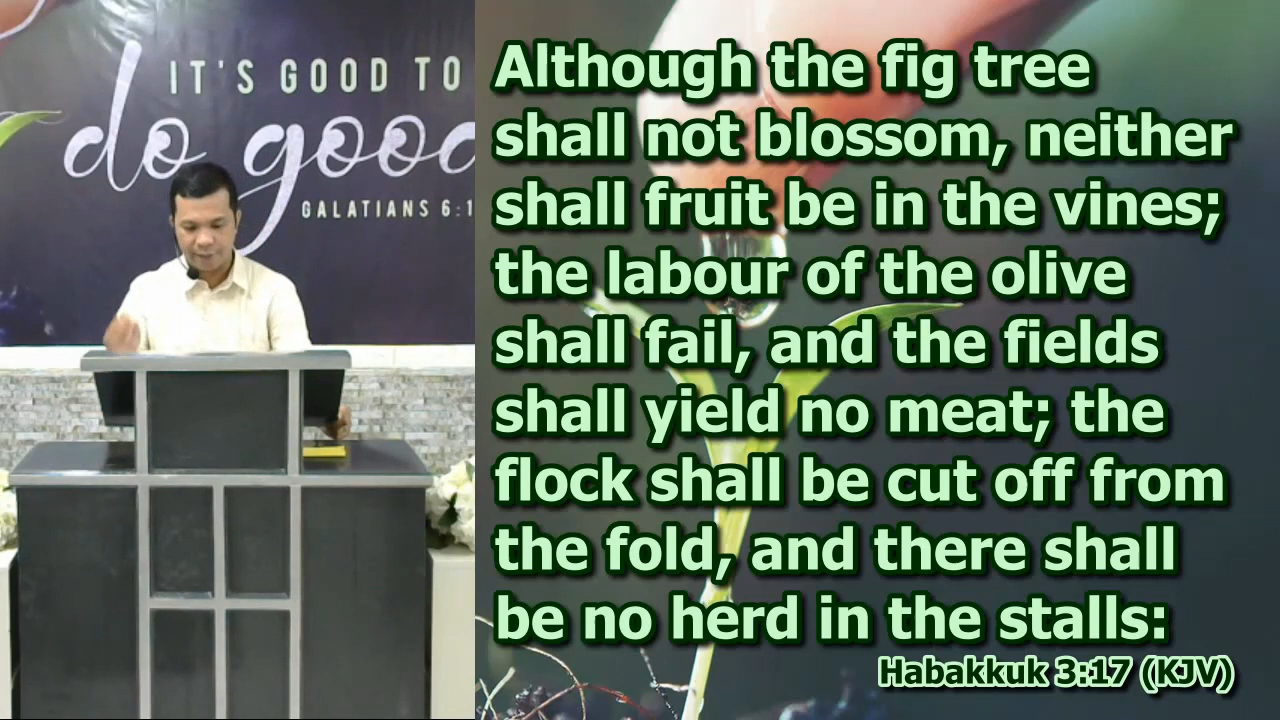 IT'S GOOD TO
do good
GALATIANS 6:1
Although the fig tree
shall not blossom, neither
shall fruit be in the vines;
the labour of the olive
shall fail, and the fields
shall yield no meat; the
flock shall be cut off from
the fold, and there shall
be no herd in the stalls:
Habakkuk 3:17 (KJV)